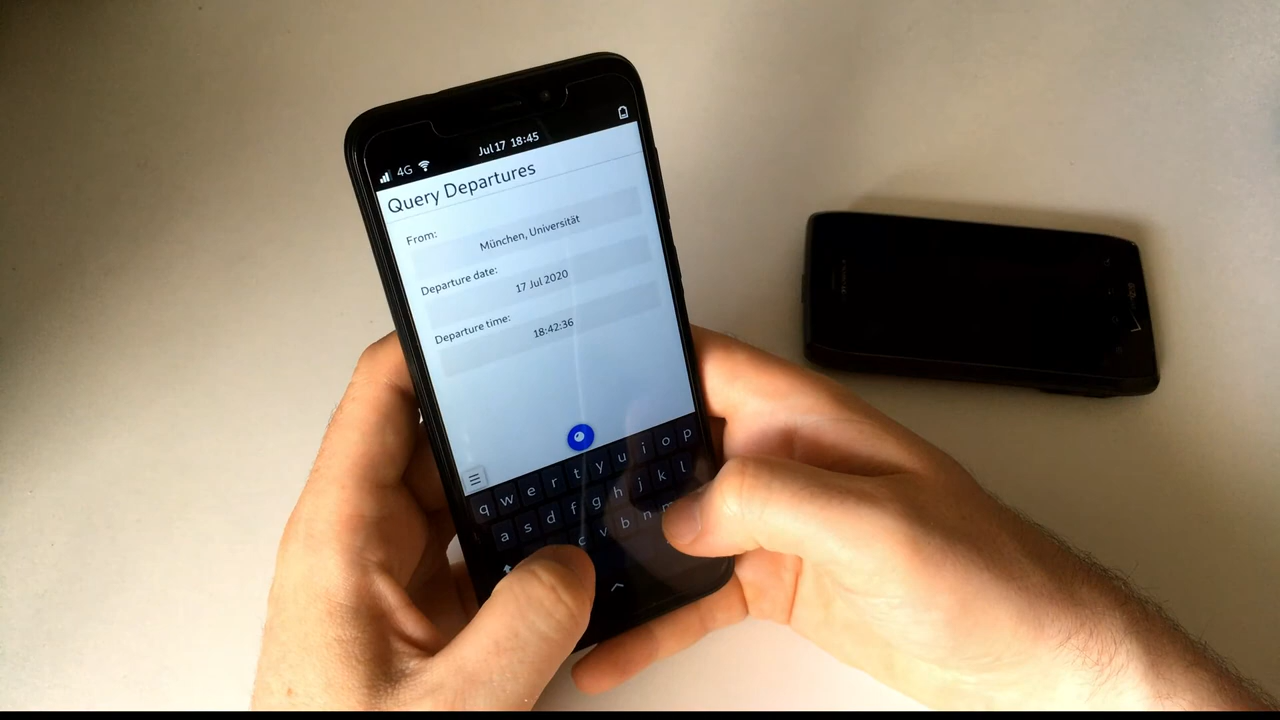 Jul 17 18:45
4G
Query Departures
From:
München, Universität
Departure date:
17 Jul 2020
Departure time:
18:42:36
q w e r t y u i o p
a s d f g h j k l
c v b n m